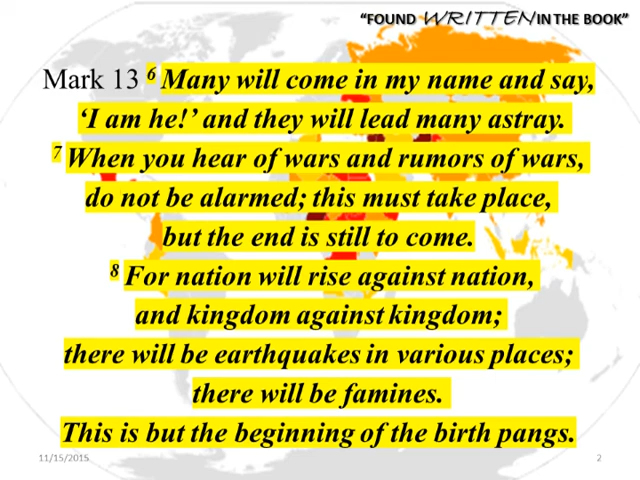 “FOUND WRITTEN IN THE BOOK”
Mark 13 6 Many will come in my name and say,
‘I am he!’ and they will lead many astray.
7 When you hear of wars and rumors of wars,
do not be alarmed; this must take place,
but the end is still to come.
8 For nation will rise against nation,
and kingdom against kingdom;
there will be earthquakes in various places;
there will be famines.
This is but the beginning of the birth pangs.
11/15/2015
2